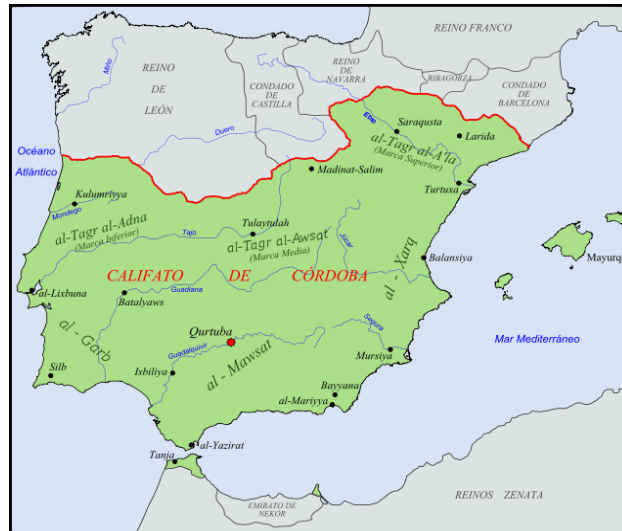 REINO FRANCO
REINO
DE
LEÓN
CONDADO
DE
CASTILLA
REINO
DE
NAVARRA
RIBAGORZA
CONDADO
DE
BARCELONA
Miño
Duero
Ebro
Saraqusta
Larida
al-Tagr al-A'la
(Marca Superior)
Océano
Atlántico
Madinat-Salim
Turtuxa
Kulumriyya
Mondego
al-Tagr al-Adna
(Marca Inferior)
Tajo
Tulaytulah
al-Tagr al-Awsat
(Marca Media)
Júcar
al - Xarq
Balansiya
Mayurqa
CALIFATO DE CÓRDOBA
al-Lixbuna
Batalyaws
Guadiana
al - Garb
Qurtuba
Guadalquivir
al - Mawsat
Segura
Mursiya
Mar Mediterráneo
Silb
Isbiliya
Bayyana
al-Mariyya
al-Yazirat
Tanja
EMIRATO DE
NEKOR
REINOS ZENATA